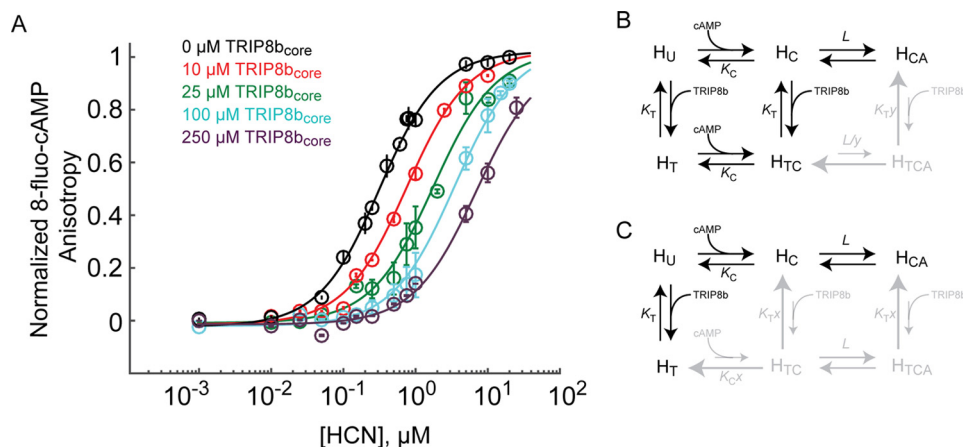 A
0 µM TRIP8bcore
10 µM TRIP8bcore
25 µM TRIP8bcore
100 µM TRIP8bcore
250 µM TRIP8bcore
Normalized 8-fluo-cAMP
Anisotropy
1
0.8
0.6
0.4
0.2
0
10-3
10-2
10-1
100
101
102
[HCN], µM
B
HU
cAMP
KC
HC
L
HCA
KT
TRIP8b
KT
TRIP8b
KTy
TRIP8b
HT
cAMP
KC
HTC
L/y
HTCA
C
HU
cAMP
KC
HC
L
HCA
KT
TRIP8b
KTx
TRIP8b
KTx
TRIP8b
HT
cAMP
KCx
HTC
L
HTCA